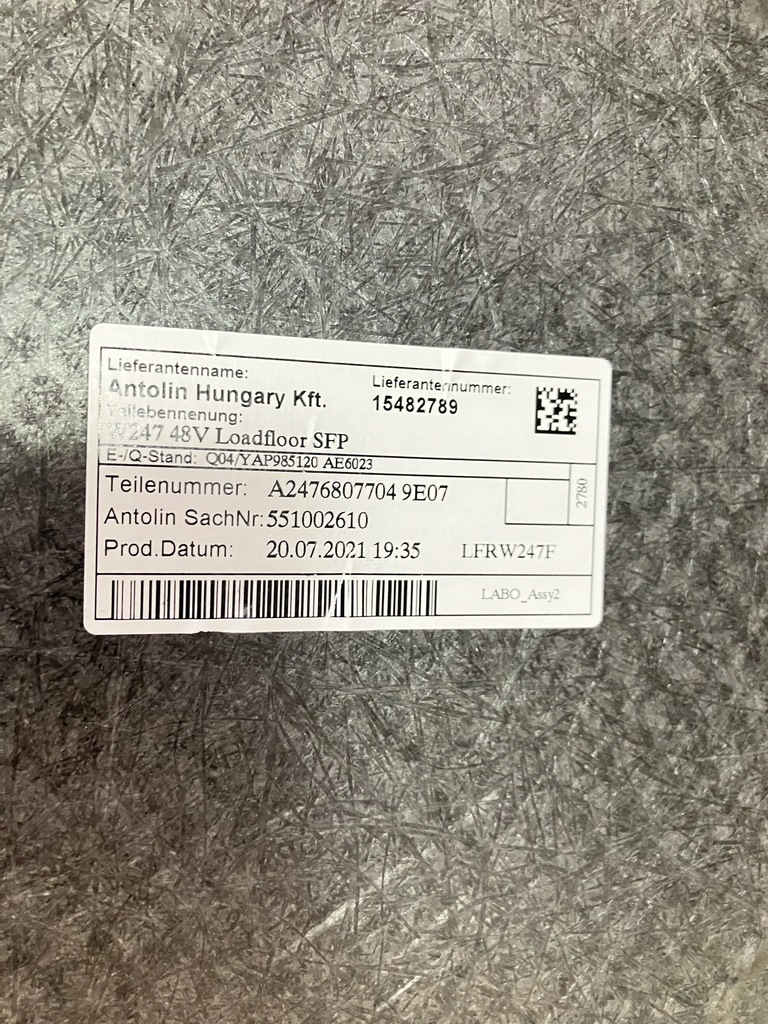 Lieferantenname:
Antolin Hungary Kft.
Lieferantennummer:
15482789
Teilebennenung:
W247 48V Loadfloor SFP
E-/Q-Stand: Q04/YAP985120 AE6023
Teilenummer: A2476807704 9E07
2780
Antolin SachNr: 551002610
Prod.Datum: 20.07.2021 19:35 LFRW247F
LABO_Assy2